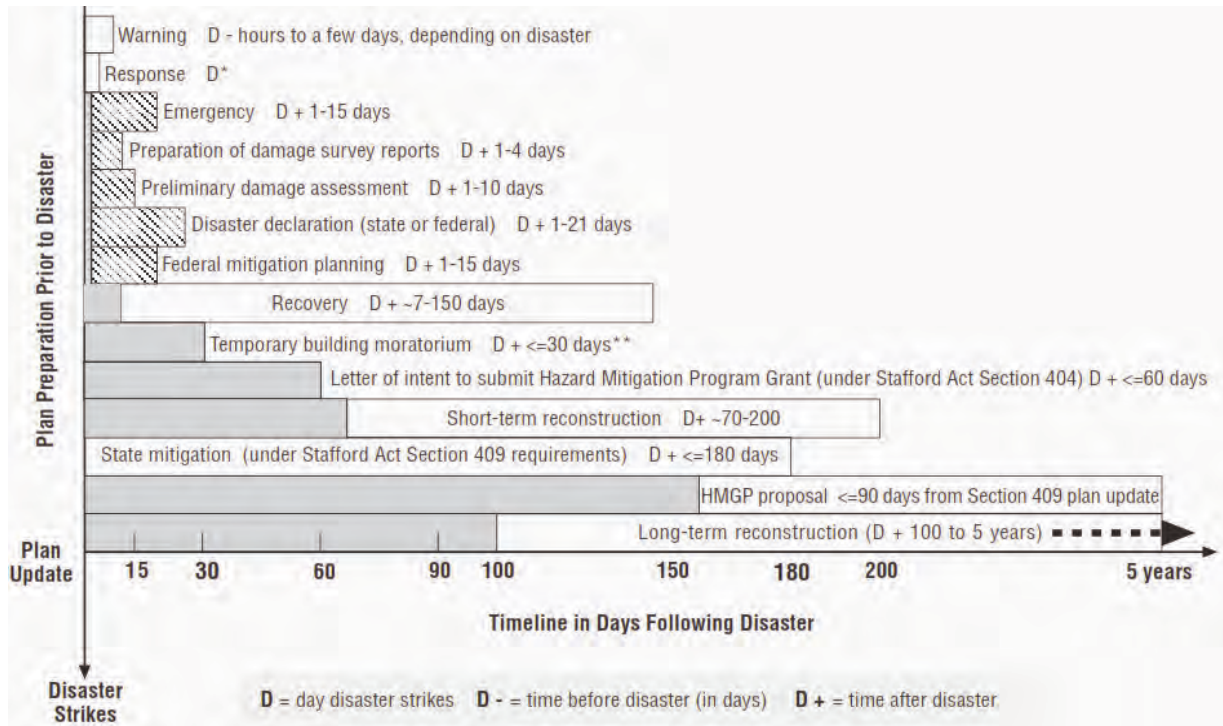 Plan Preparation Prior to Disaster
Warning D - hours to a few days, depending on disaster
Response D*
Emergency D + 1-15 days
Preparation of damage survey reports D + 1-4 days
Preliminary damage assessment D + 1-10 days
Disaster declaration (state or federal) D + 1-21 days
Federal mitigation planning D + 1-15 days
Recovery D + ~7-150 days
Temporary building moratorium D + <=30 days**
Letter of intent to submit Hazard Mitigation Program Grant (under Stafford Act Section 404) D + <=60 days
Short-term reconstruction D+ ~70-200
State mitigation (under Stafford Act Section 409 requirements) D + <=180 days
HMGP proposal <=90 days from Section 409 plan update
Long-term reconstruction (D + 100 to 5 years)
Plan
Update
15 30 60 90 100 150 180 200 5 years
Timeline in Days Following Disaster
Disaster
Strikes
D = day disaster strikes D - = time before disaster (in days) D + = time after disaster